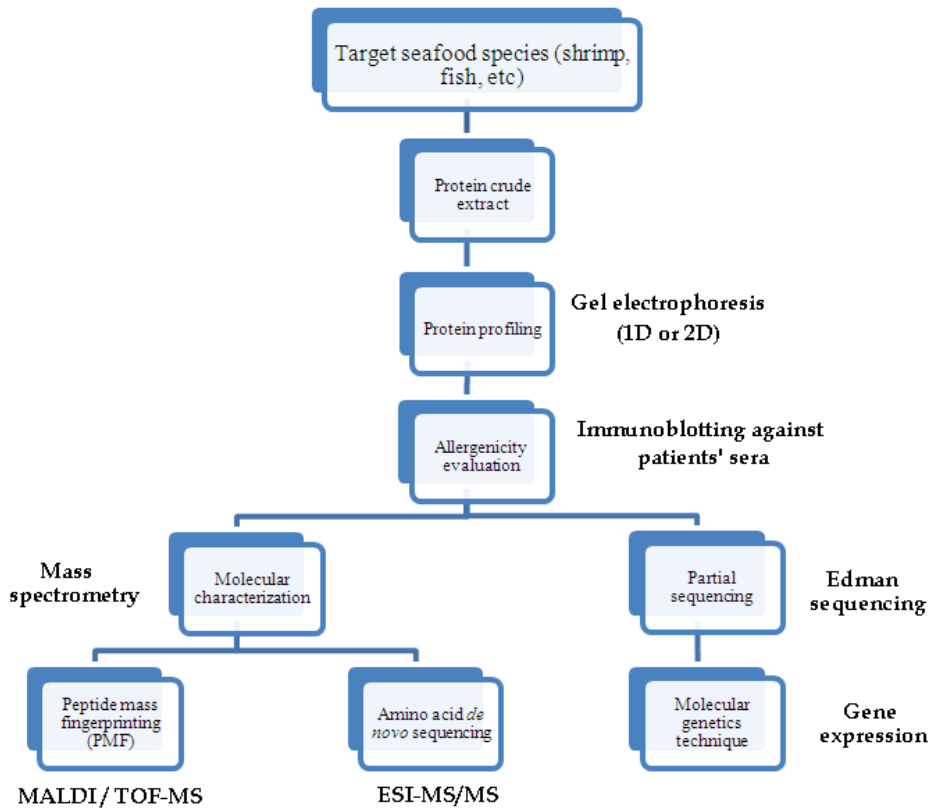 Target seafood species (shrimp,
fish, etc)
Protein crude
extract
Protein profiling
Gel electrophoresis
(1D or 2D)
Allergenicity
evaluation
Immunoblotting against
patients' sera
Mass
spectrometry
Molecular
characterization
Partial
sequencing
Edman
sequencing
Peptide mass
fingerprinting
(PMF)
Amino acid de
novo sequencing
Molecular
genetics
technique
Gene
expression
MALDI/ TOF-MS
ESI-MS/MS